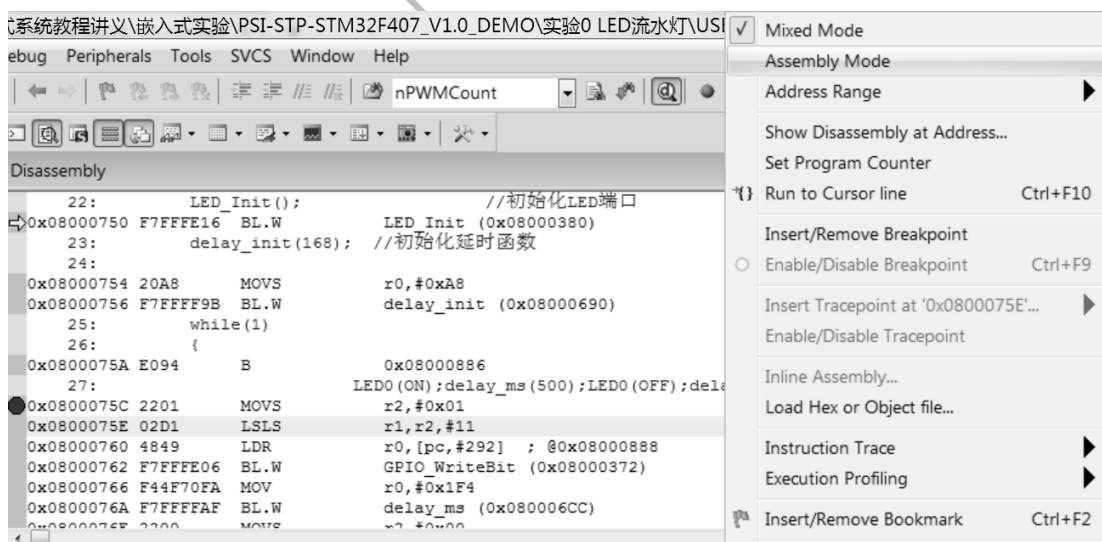 式系统教程讲义\嵌入式实验\PSI-STP-STM32F407_V1.0_DEMO\实验0 LED流水灯\USI
ebug Peripherals Tools SVCS Window Help
nPWMCount
Disassembly
22: LED_Init(); //初始化LED端口
0x08000750 F7FFFE16 BL.W LED_Init (0x08000380)
23: delay_init(168); //初始化延时函数
24:
0x08000754 20A8 MOVS r0,#0xA8
0x08000756 F7FFFF9B BL.W delay_init (0x08000690)
25: while(1)
26: {
0x0800075A E094 B 0x08000886
27: LED0(ON);delay_ms(500);LED0(OFF);dela
0x0800075C 2201 MOVS r2,#0x01
0x0800075E 02D1 LSLS r1,r2,#11
0x08000760 4849 LDR r0,[pc,#292] ; @0x08000888
0x08000762 F7FFFE06 BL.W GPIO_WriteBit (0x08000372)
0x08000766 F44F70FA MOV r0,#0x1F4
0x0800076A F7FFFFAF BL.W delay_ms (0x080006CC)
0x0800076E 2200 MOVS r2,#0x00
Mixed Mode
Assembly Mode
Address Range
Show Disassembly at Address...
Set Program Counter
Run to Cursor line Ctrl+F10
Insert/Remove Breakpoint
Enable/Disable Breakpoint Ctrl+F9
Insert Tracepoint at '0x0800075E'...
Enable/Disable Tracepoint
Inline Assembly...
Load Hex or Object file...
Instruction Trace
Execution Profiling
Insert/Remove Bookmark Ctrl+F2